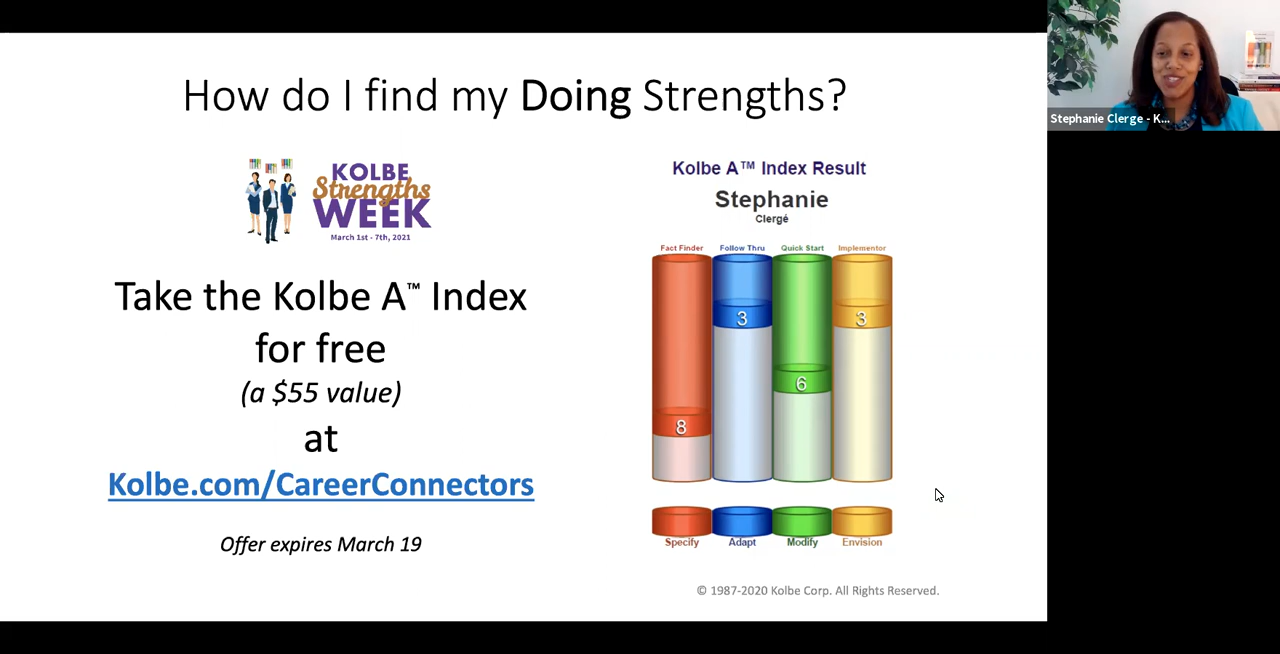 How do I find my Doing Strengths?
KOLBE
Strengths
WEEK
March 1st - 7th, 2021
Take the Kolbe A™ Index
for free
(a $55 value)
at
Kolbe.com/CareerConnectors
Offer expires March 19
Kolbe A™ Index Result
Stephanie
Clergé
Fact Finder Follow Thru Quick Start Implementor
8 3 6 3
Specify Adapt Modify Envision
© 1987-2020 Kolbe Corp. All Rights Reserved.
Stephanie Clerge - K...